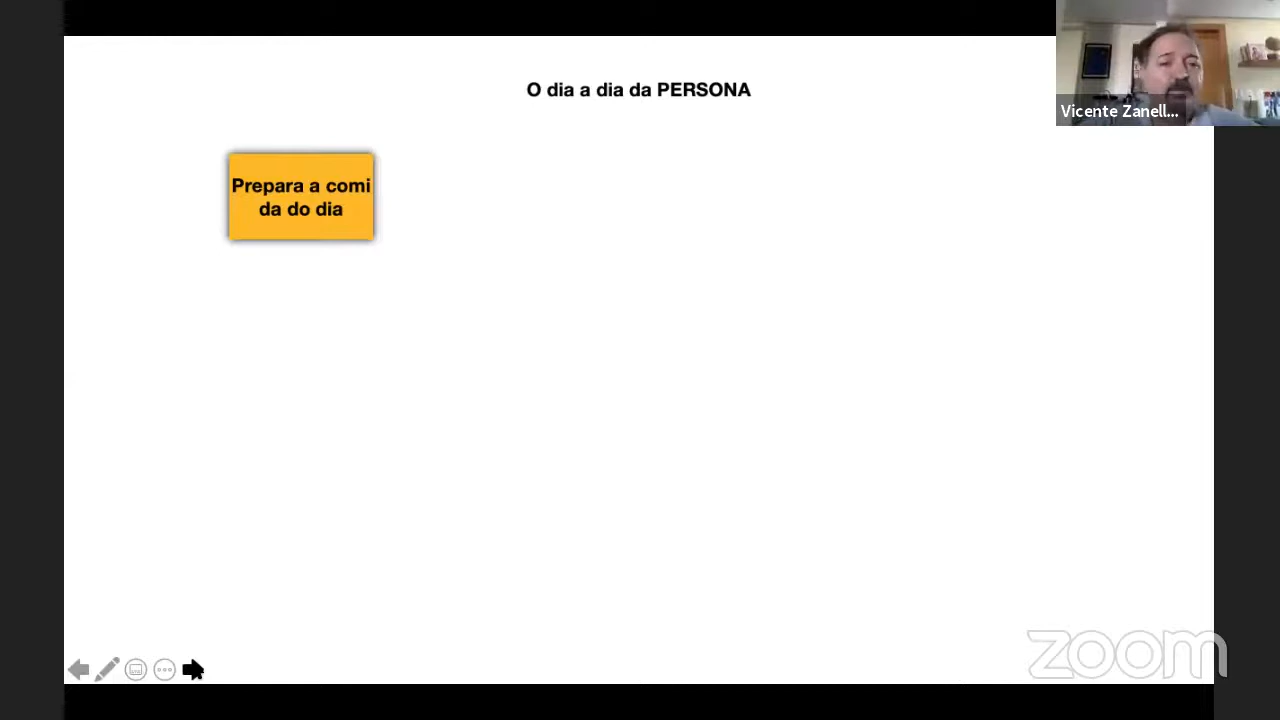 O dia a dia da PERSONA
Vicente Zanell...
Prepara a comi
da do dia
zoom